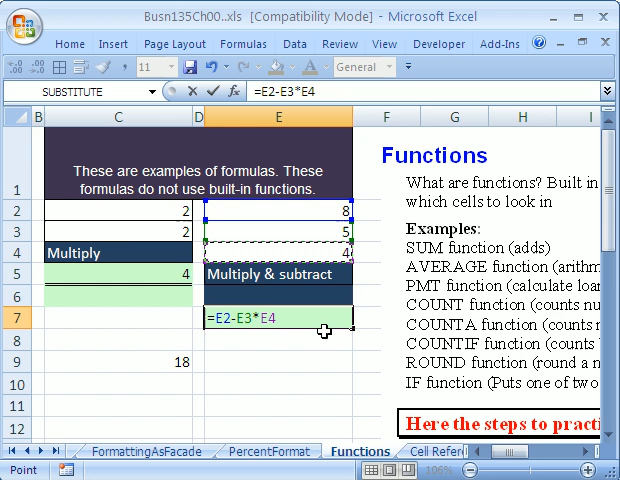 Busn135Ch00..xls [Compatibility Mode] - Microsoft Excel
Home Insert Page Layout Formulas Data Review View Developer Add-Ins
11 General
SUBSTITUTE =E2-E3*E4
B C D E F G H I
1 These are examples of formulas. These
formulas do not use built-in functions.
Functions
What are functions? Built in
which cells to look in
2 2 8
3 2 5
4 Multiply 4
5 4 Multiply & subtract
6
7 =E2-E3*E4
8
9 18
10
11
12
Examples:
SUM function (adds)
AVERAGE function (arithm
PMT function (calculate loa
COUNT function (counts nu
COUNTA function (counts
COUNTIF function (counts
ROUND function (round a n
IF function (Puts one of two
Here the steps to practi
FormattingAsFacade PercentFormat Functions Cell Refere
Point 106%